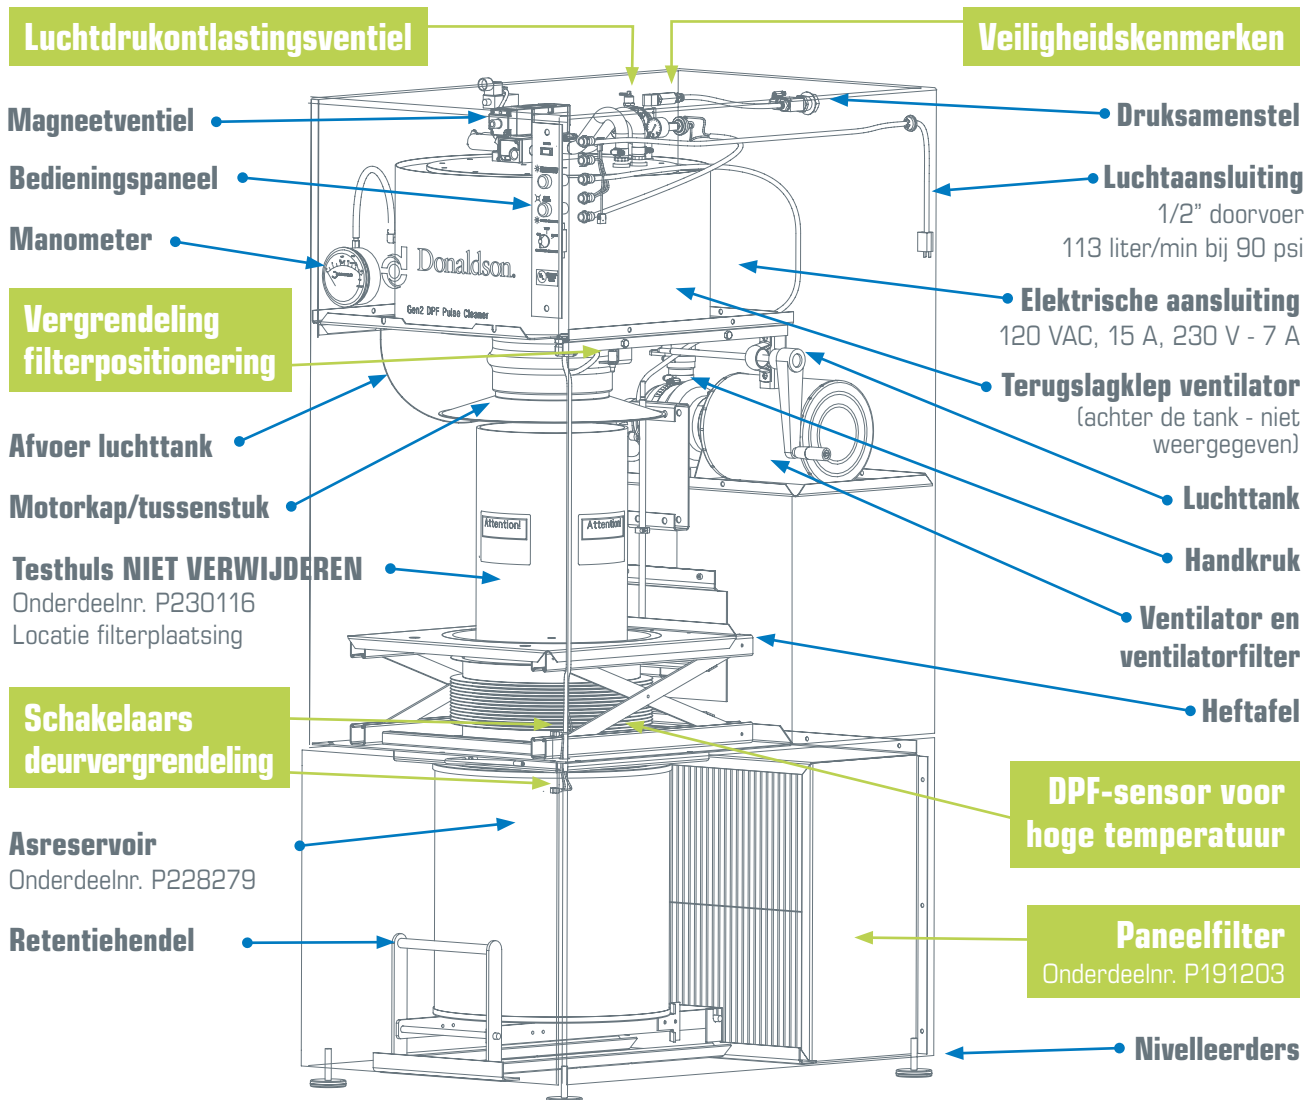 Luchtdrukontlastingsventiel
Veiligheidskenmerken
Magneetventiel
Bedieningspaneel
Manometer
Vergrendeling
filterpositionering
Afvoer luchttank
Motorkap/tussenstuk
Testhuls NIET VERWIJDEREN
Onderdeelnr. P230116
Locatie filterplaatsing
Schakelaars
deurvergrendeling
Asreservoir
Onderdeelnr. P228279
Retentiehendel
Donaldson.
Gen2 DPF Pulse Cleaner
Attention!
Attention!
Druksamenstel
Luchtaansluiting
1/2” doorvoer
113 liter/min bij 90 psi
Elektrische aansluiting
120 VAC, 15 A, 230 V - 7 A
Terugslagklep ventilator
(achter de tank - niet
weergegeven)
Luchttank
Handkruk
Ventilator en
ventilatorfilter
Heftafel
DPF-sensor voor
hoge temperatuur
Paneelfilter
Onderdeelnr. P191203
Nivelleerders